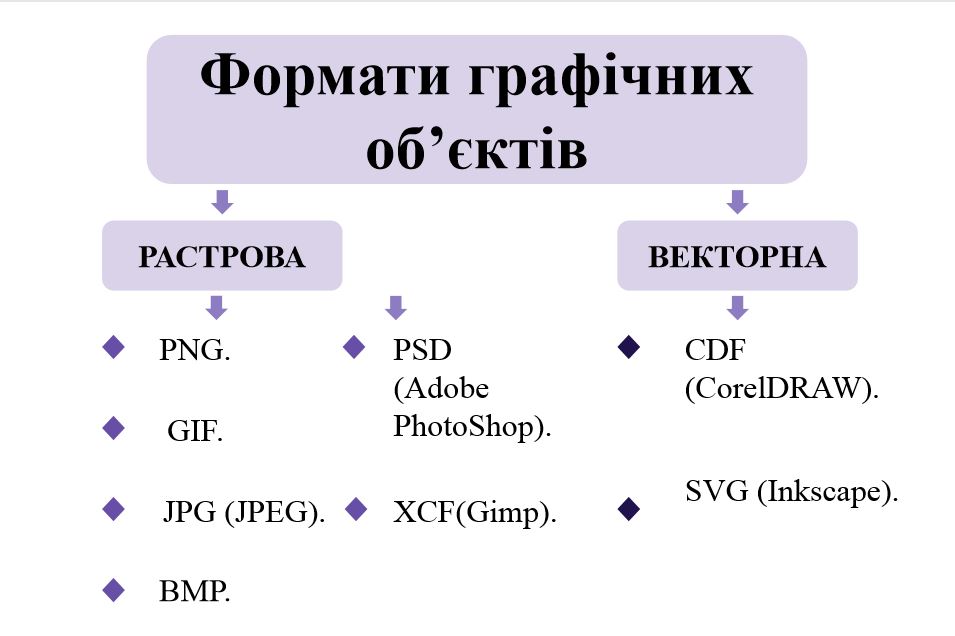 Формати графічних
об’єктів
РАСТРОВА
ВЕКТОРНА
PNG.
GIF.
JPG (JPEG).
BMP.
PSD
(Adobe
PhotoShop).
XCF(Gimp).
CDF
(CorelDRAW).
SVG (Inkscape).